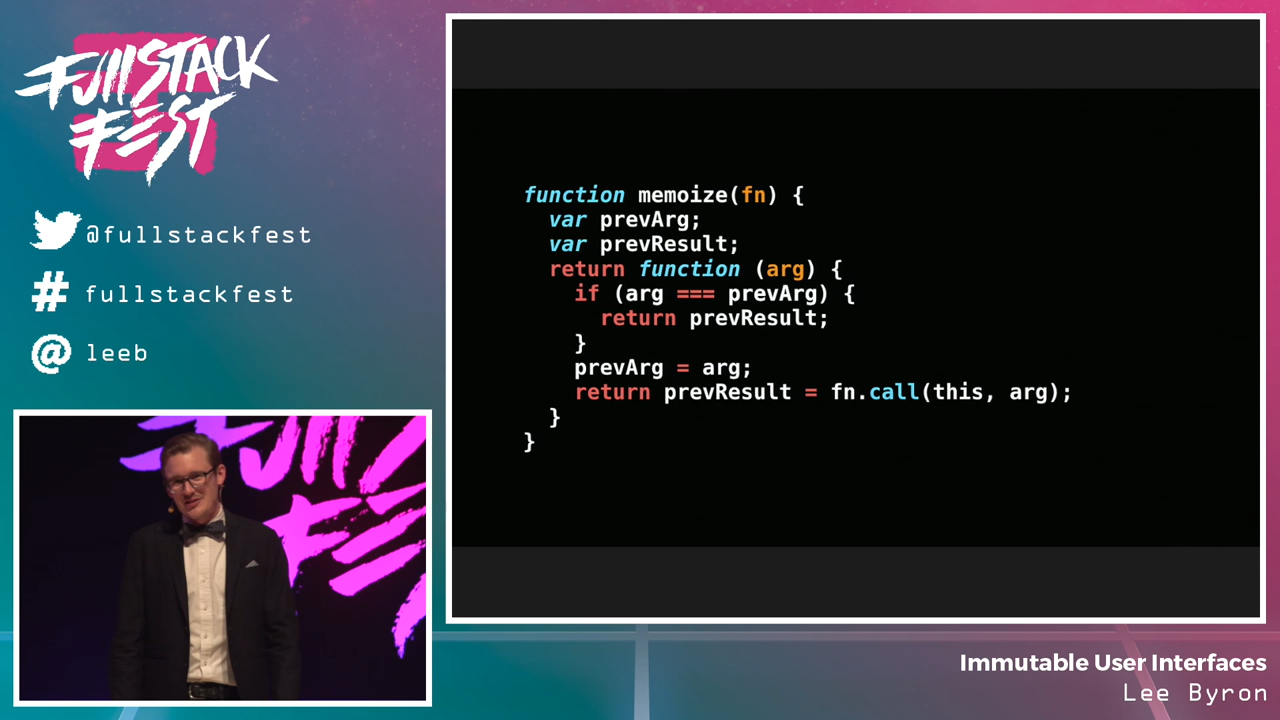 FullSTACK
FEST
@fullstackfest
# fullstackfest
@ leeb
function memoize(fn) {
  var prevArg;
  var prevResult;
  return function (arg) {
    if (arg === prevArg) {
      return prevResult;
    }
    prevArg = arg;
    return prevResult = fn.call(this, arg);
  }
}
Immutable User Interfaces
Lee Byron